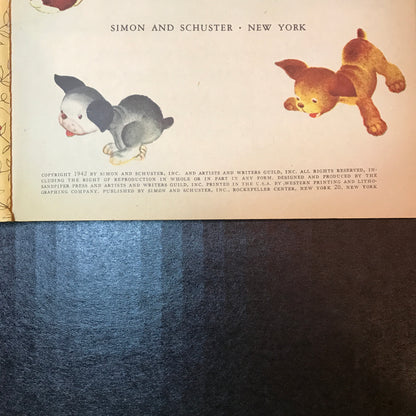 SIMON AND SCHUSTER · NEW YORK
COPYRIGHT 1942 BY SIMON AND SCHUSTER, INC. AND ARTISTS AND WRITERS GUILD, INC. ALL RIGHTS RESERVED, IN-
CLUDING THE RIGHT OF REPRODUCTION IN WHOLE OR IN PART IN ANY FORM. DESIGNED AND PRODUCED BY THE
SANDPIPER PRESS AND ARTISTS AND WRITERS GUILD, INC. PRINTED IN THE U.S.A. BY WESTERN PRINTING AND LITHO-
GRAPHING COMPANY. PUBLISHED BY SIMON AND SCHUSTER, INC., ROCKEFELLER CENTER, NEW YORK 20, NEW YORK